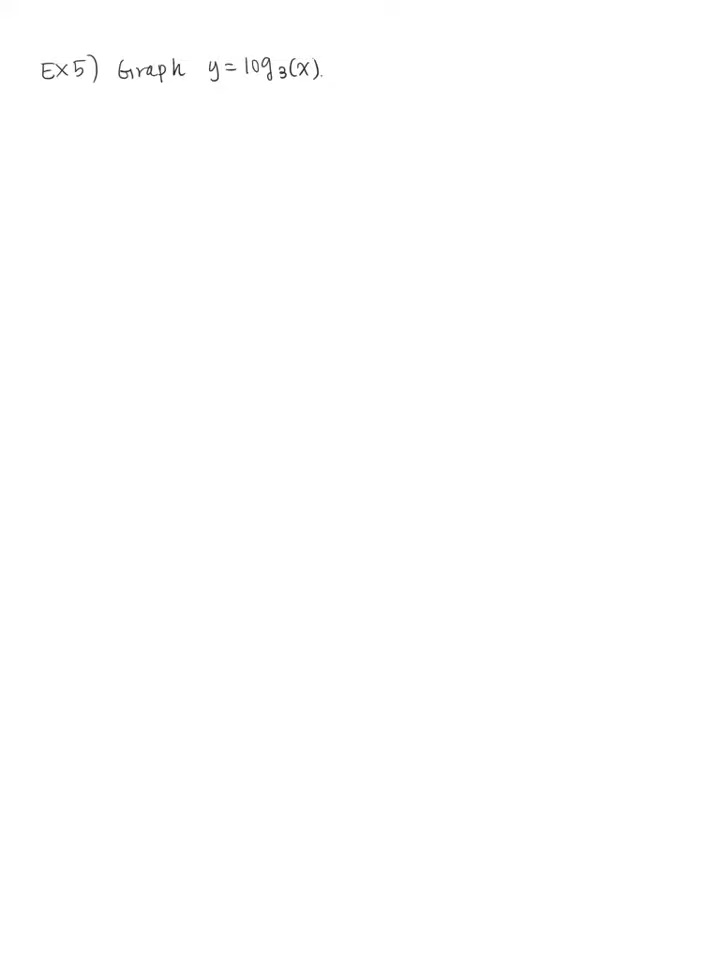 Ex5) Graph y = log₃(x).